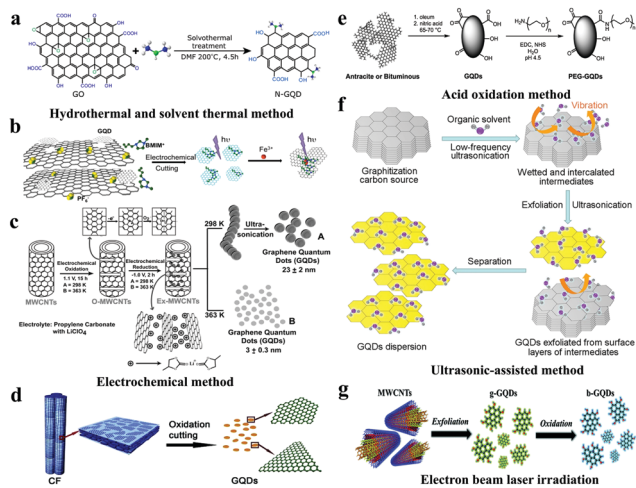 a
COOH
COOH
HOOC
HOOC
HOOC
COOH
COOH
GO
+
Solvothermal
treatment
DMF 200°C, 4.5h
COOH
N-GQD
Hydrothermal and solvent thermal method
b
GQD
BMIM+
PF6-
Electrochemical
Cutting
hν
Fe3+
hν
c
MWCNTs
Electrochemical
Oxidation
1.1 V, 15 h
A = 298 K
B = 363 K
O-MWCNTs
Electrochemical
Reduction
-1.0 V, 2 h
A = 298 K
B = 363 K
Ex-MWCNTs
298 K
Ultra-
sonication
A
Graphene Quantum
Dots (GQDs)
23 ± 2 nm
363 K
B
Graphene Quantum
Dots (GQDs)
3 ± 0.3 nm
Electrolyte: Propylene Carbonate
with LiClO4
Li+
Electrochemical method
d
CF
Oxidation
cutting
GQDs
e
Antracite or Bituminous
1. oleum
2. nitric acid
65-70 °C
GQDs
EDC, NHS
H2O
pH 4.5
PEG-GQDs
Acid oxidation method
f
Graphitization
carbon source
Organic solvent
Low-frequency
ultrasonication
Vibration
Wetted and intercalated
intermediates
Exfoliation
Ultrasonication
Separation
GQDs dispersion
GQDs exfoliated from surface
layers of intermediates
Ultrasonic-assisted method
g
MWCNTs
Exfoliation
g-GQDs
Oxidation
b-GQDs
Electron beam laser irradiation